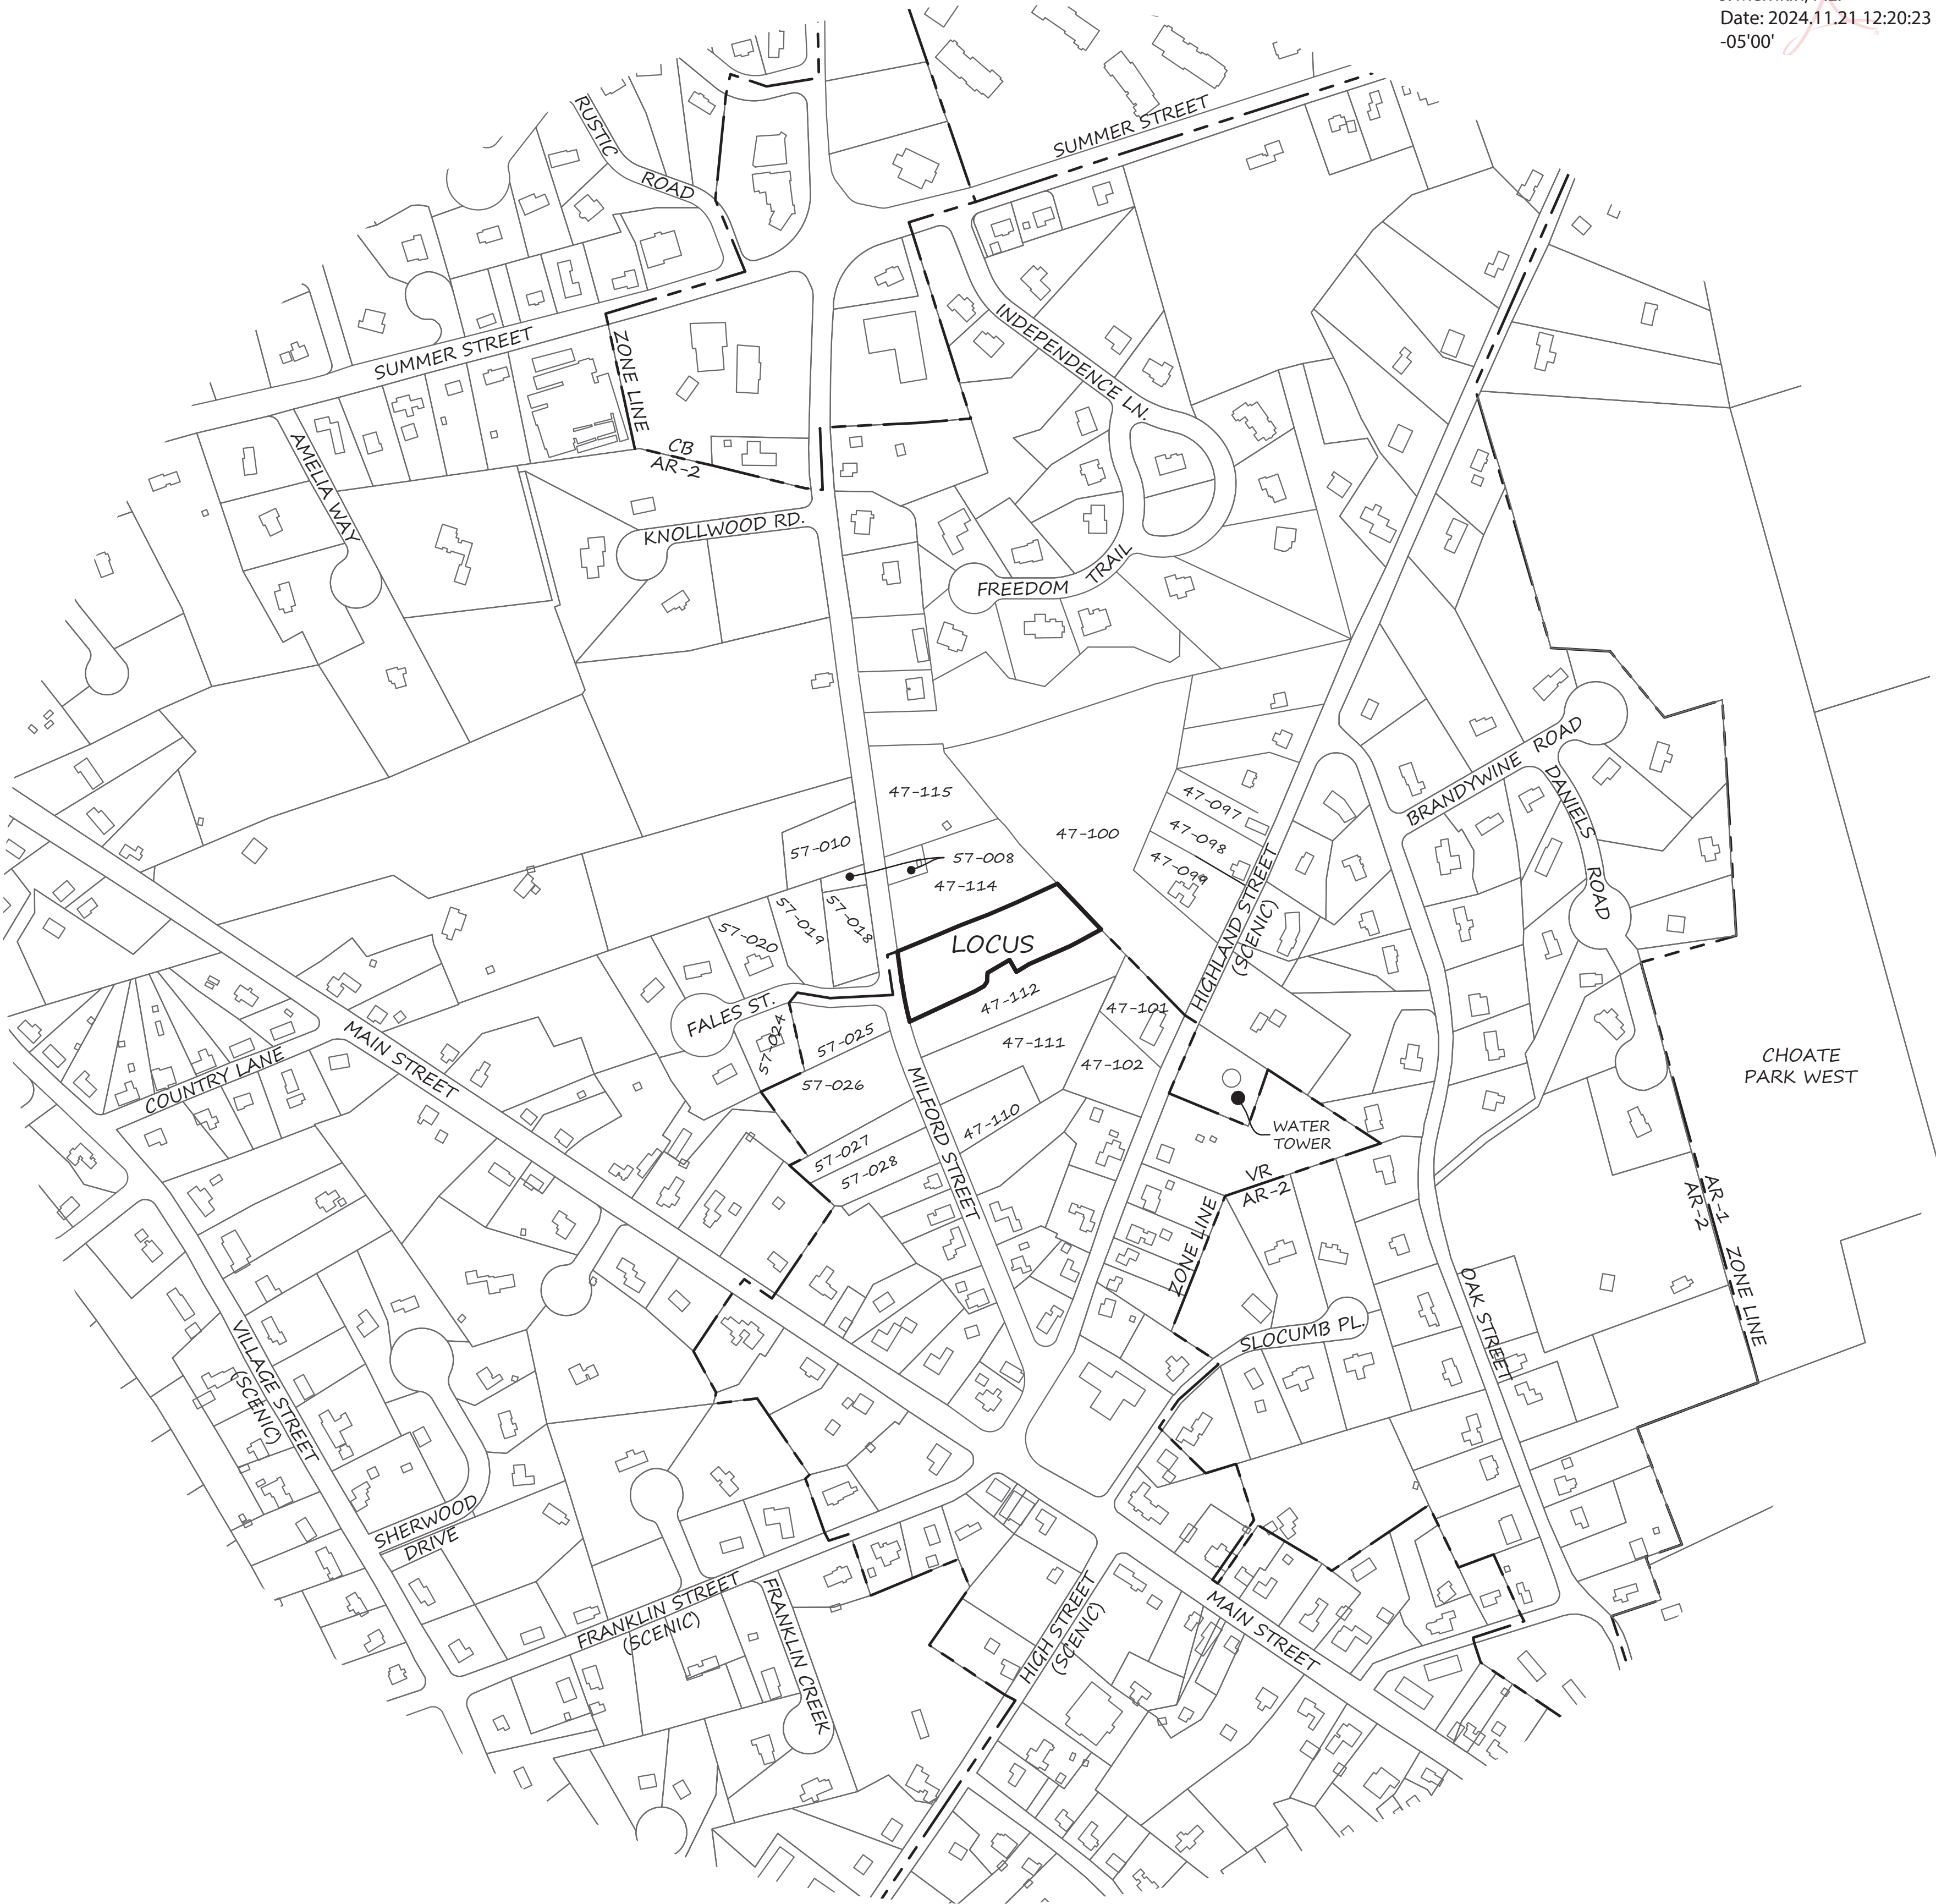 Date: 2024.11.21 12:20:23
-05'00'
RUSTIC
ROAD
SUMMER STREET
SUMMER STREET
ZONE LINE
INDEPENDENCE LN.
CB
AR-2
AMELIA WAY
KNOLLWOOD RD.
FREEDOM
TRAIL
BRANDYWINE
ROAD
DANIELS
ROAD
47-115
47-097
47-098
47-099
47-100
57-010
57-008
47-114
57-018
57-019
57-020
LOCUS
HIGHLAND STREET
(SCENIC)
FALES ST.
57-024
57-025
57-026
47-112
47-101
47-111
47-102
MAIN STREET
COUNTRY LANE
CHOATE
PARK WEST
MILFORD STREET
47-110
57-027
57-028
WATER
TOWER
VR
AR-2
ZONE LINE
AR-1
AR-2
ZONE LINE
SLOCUMB PL.
OAK STREET
VILLAGE STREET
(SCENIC)
SHERWOOD
DRIVE
FRANKLIN STREET
(SCENIC)
FRANKLIN CREEK
HIGH STREET
(SCENIC)
MAIN STREET